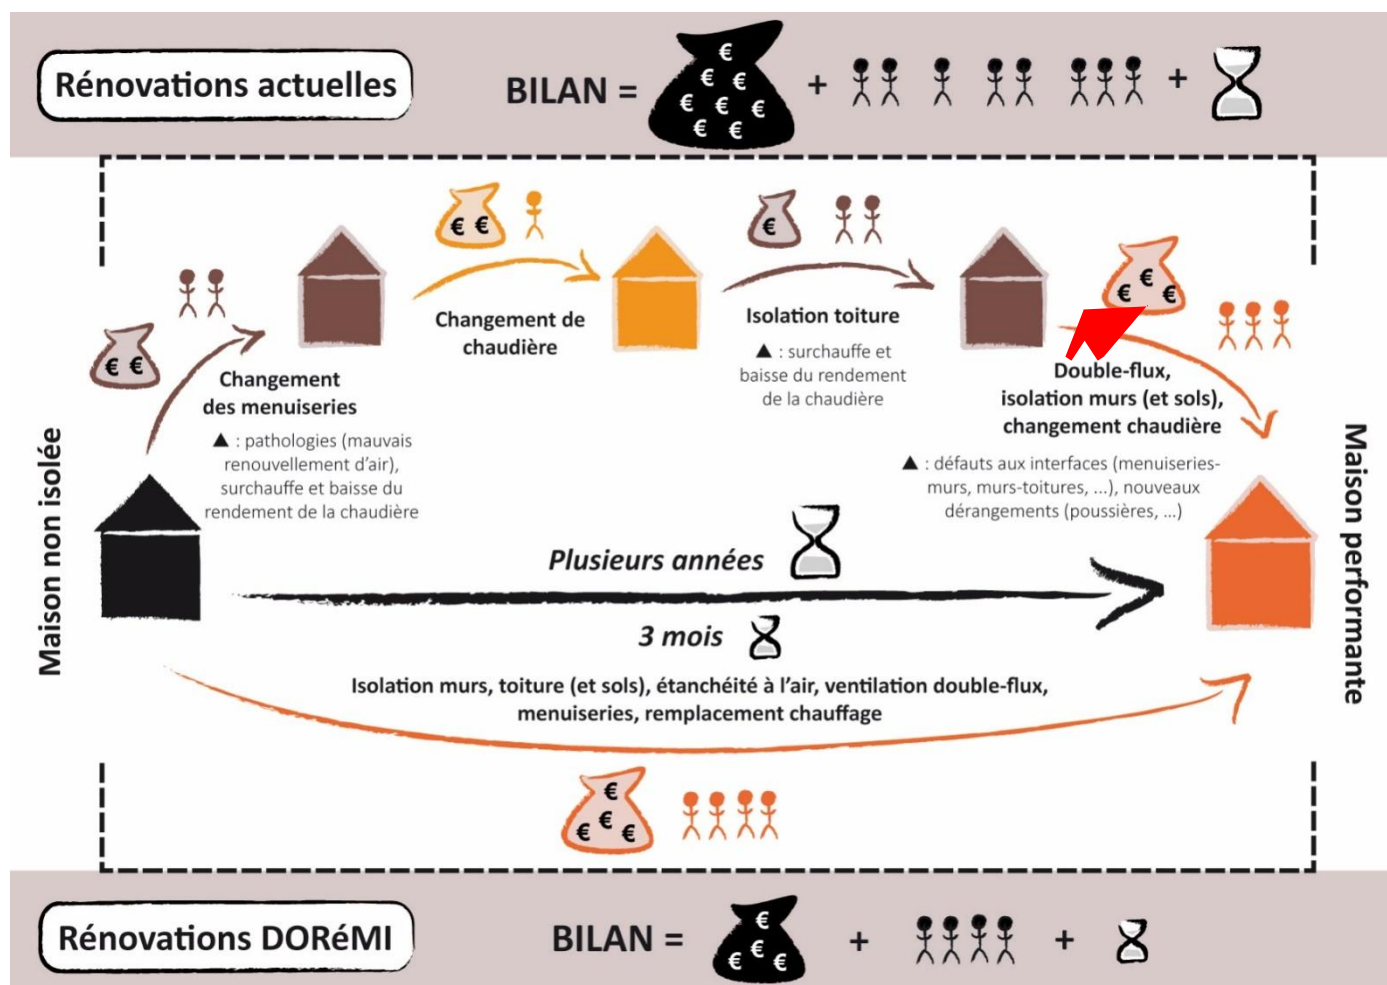 Rénovations actuelles
BILAN =
€
€ €
€ € €
€ €
+
+
€ €
€
€
€ €
€ €
Changement de
chaudière
Isolation toiture
▲ : surchauffe et
baisse du rendement
de la chaudière
Changement
des menuiseries
▲ : pathologies (mauvais
renouvellement d'air),
surchauffe et baisse du
rendement de la chaudière
Double-flux,
isolation murs (et sols),
changement chaudière
▲ : défauts aux interfaces (menuiseries-
murs, murs-toitures, ...), nouveaux
dérangements (poussières, ...)
Maison non isolée
Maison performante
Plusieurs années
3 mois
Isolation murs, toiture (et sols), étanchéité à l'air, ventilation double-flux,
menuiseries, remplacement chauffage
€
€ € €
Rénovations DORéMI
BILAN =
€
€ € €
+
+